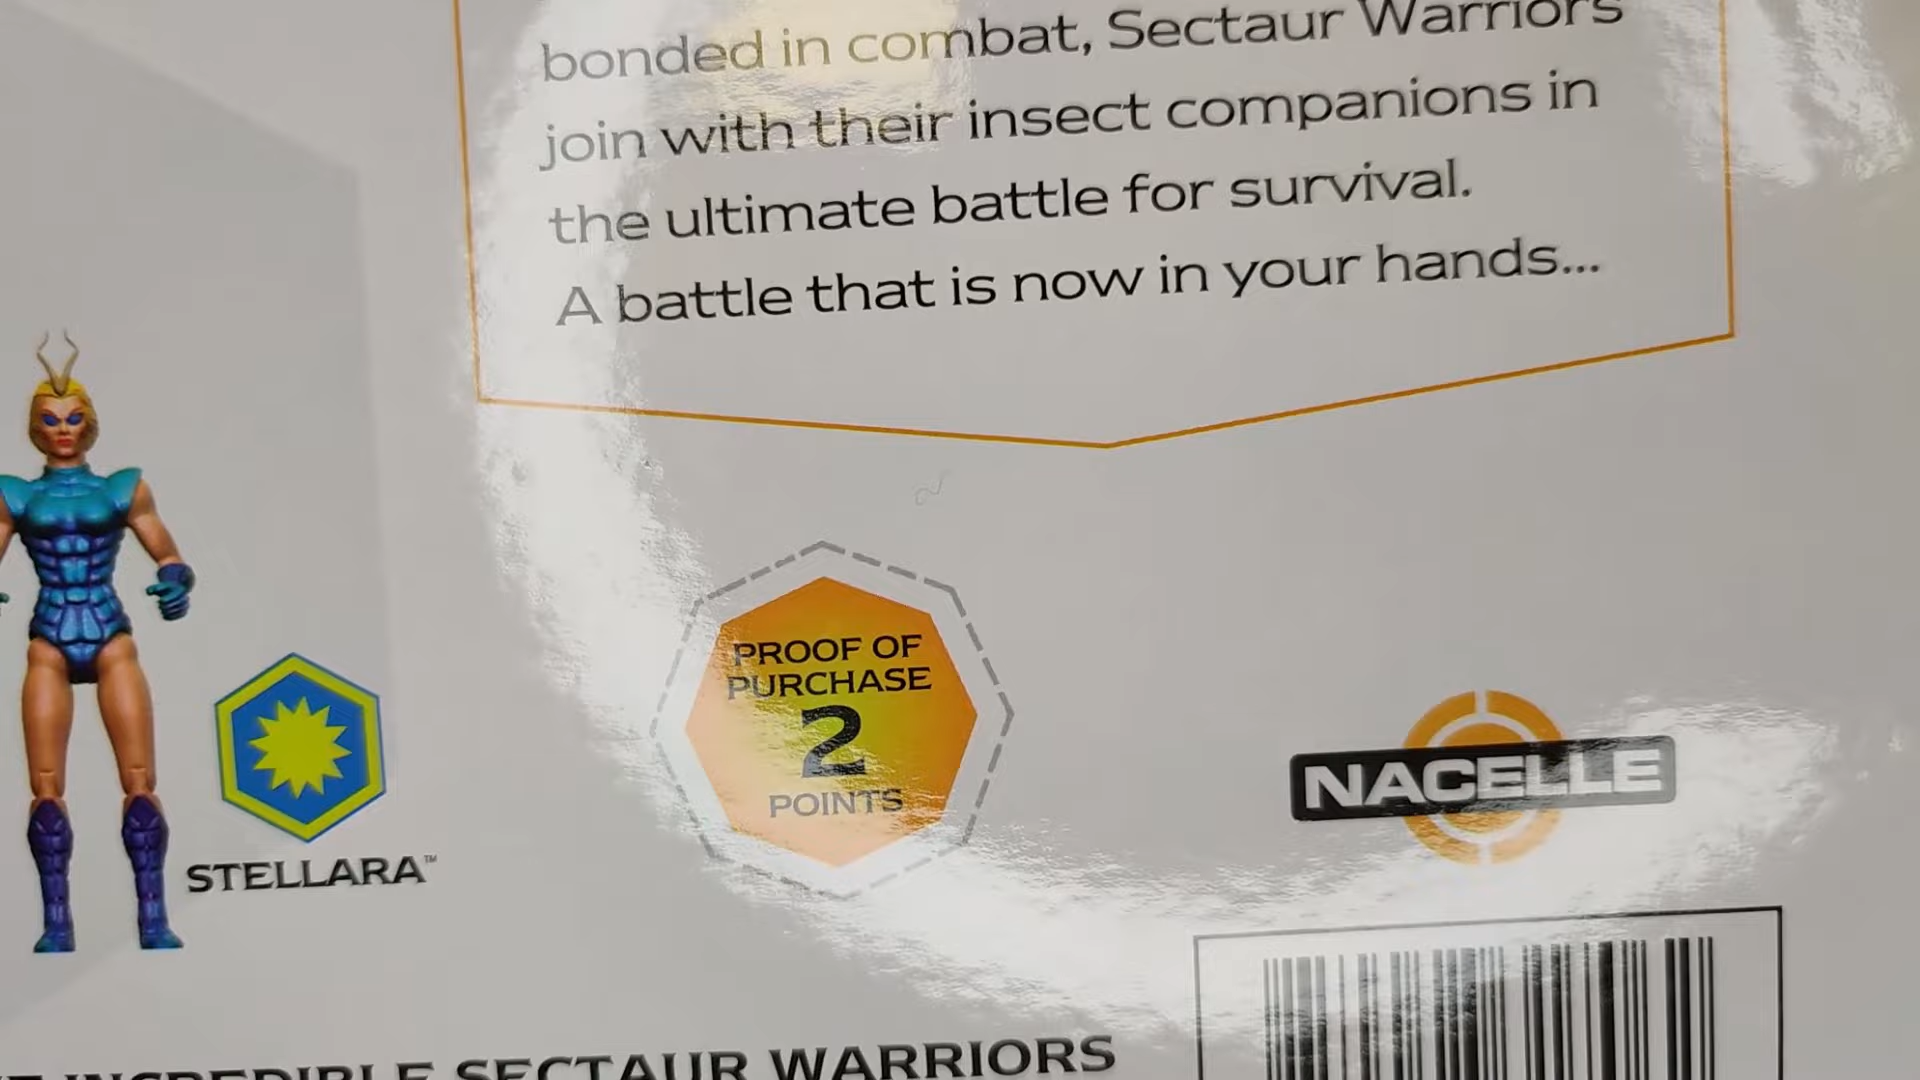 bonded in combat, Sectaur Warriors
join with their insect companions in
the ultimate battle for survival.
A battle that is now in your hands...
PROOF OF
PURCHASE
2
POINTS
NACELLE
STELLARA™
INCREDIBLE SECTAUR WARRIORS